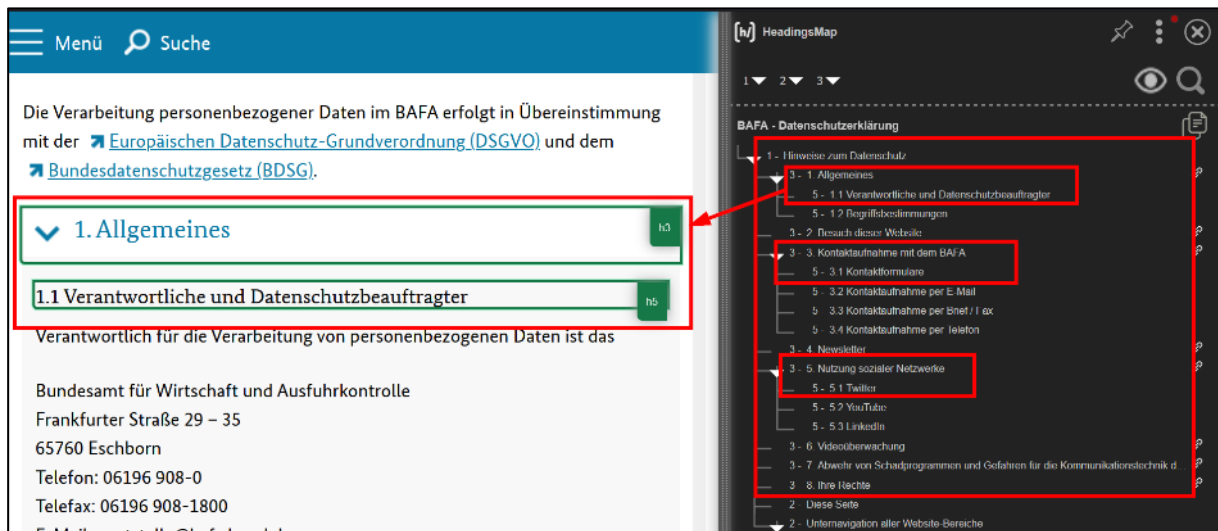 Menü Suche
Die Verarbeitung personenbezogener Daten im BAFA erfolgt in Übereinstimmung
mit der Europäischen Datenschutz-Grundverordnung (DSGVO) und dem
Bundesdatenschutzgesetz (BDSG).
1. Allgemeines h3
1.1 Verantwortliche und Datenschutzbeauftragter h5
Verantwortlich für die Verarbeitung von personenbezogenen Daten ist das
Bundesamt für Wirtschaft und Ausfuhrkontrolle
Frankfurter Straße 29 – 35
65760 Eschborn
Telefon: 06196 908-0
Telefax: 06196 908-1800
[h/] HeadingsMap
1 2 3
BAFA - Datenschutzerklärung
1 - Hinweise zum Datenschutz
3 - 1. Allgemeines
5 - 1.1 Verantwortliche und Datenschutzbeauftragter
5 - 1.2 Begriffsbestimmungen
3 - 2. Besuch dieser Website
3 - 3. Kontaktaufnahme mit dem BAFA
5 - 3.1 Kontaktformulare
5 - 3.2 Kontaktaufnahme per E-Mail
5 - 3.3 Kontaktaufnahme per Brief / Fax
5 - 3.4 Kontaktaufnahme per Telefon
3 - 4. Newsletter
3 - 5. Nutzung sozialer Netzwerke
5 - 5.1 Twitter
5 - 5.2 YouTube
5 - 5.3 LinkedIn
3 - 6. Videoüberwachung
3 - 7. Abwehr von Schadprogrammen und Gefahren für die Kommunikationstechnik d...
3 - 8. Ihre Rechte
2 - Diese Seite
2 - Unternavigation aller Website-Bereiche